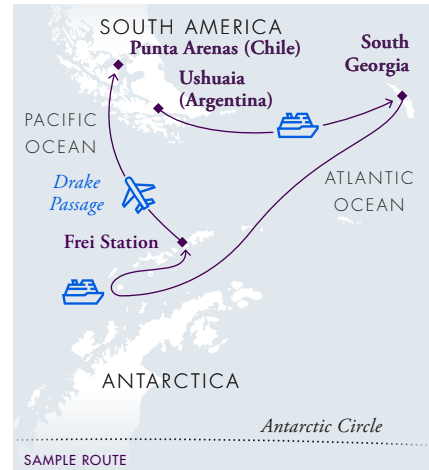 SOUTH AMERICA
Punta Arenas (Chile)
South
Georgia
Ushuaia
(Argentina)
PACIFIC
OCEAN
Drake
Passage
ATLANTIC
OCEAN
Frei Station
ANTARCTICA
Antarctic Circle
SAMPLE ROUTE